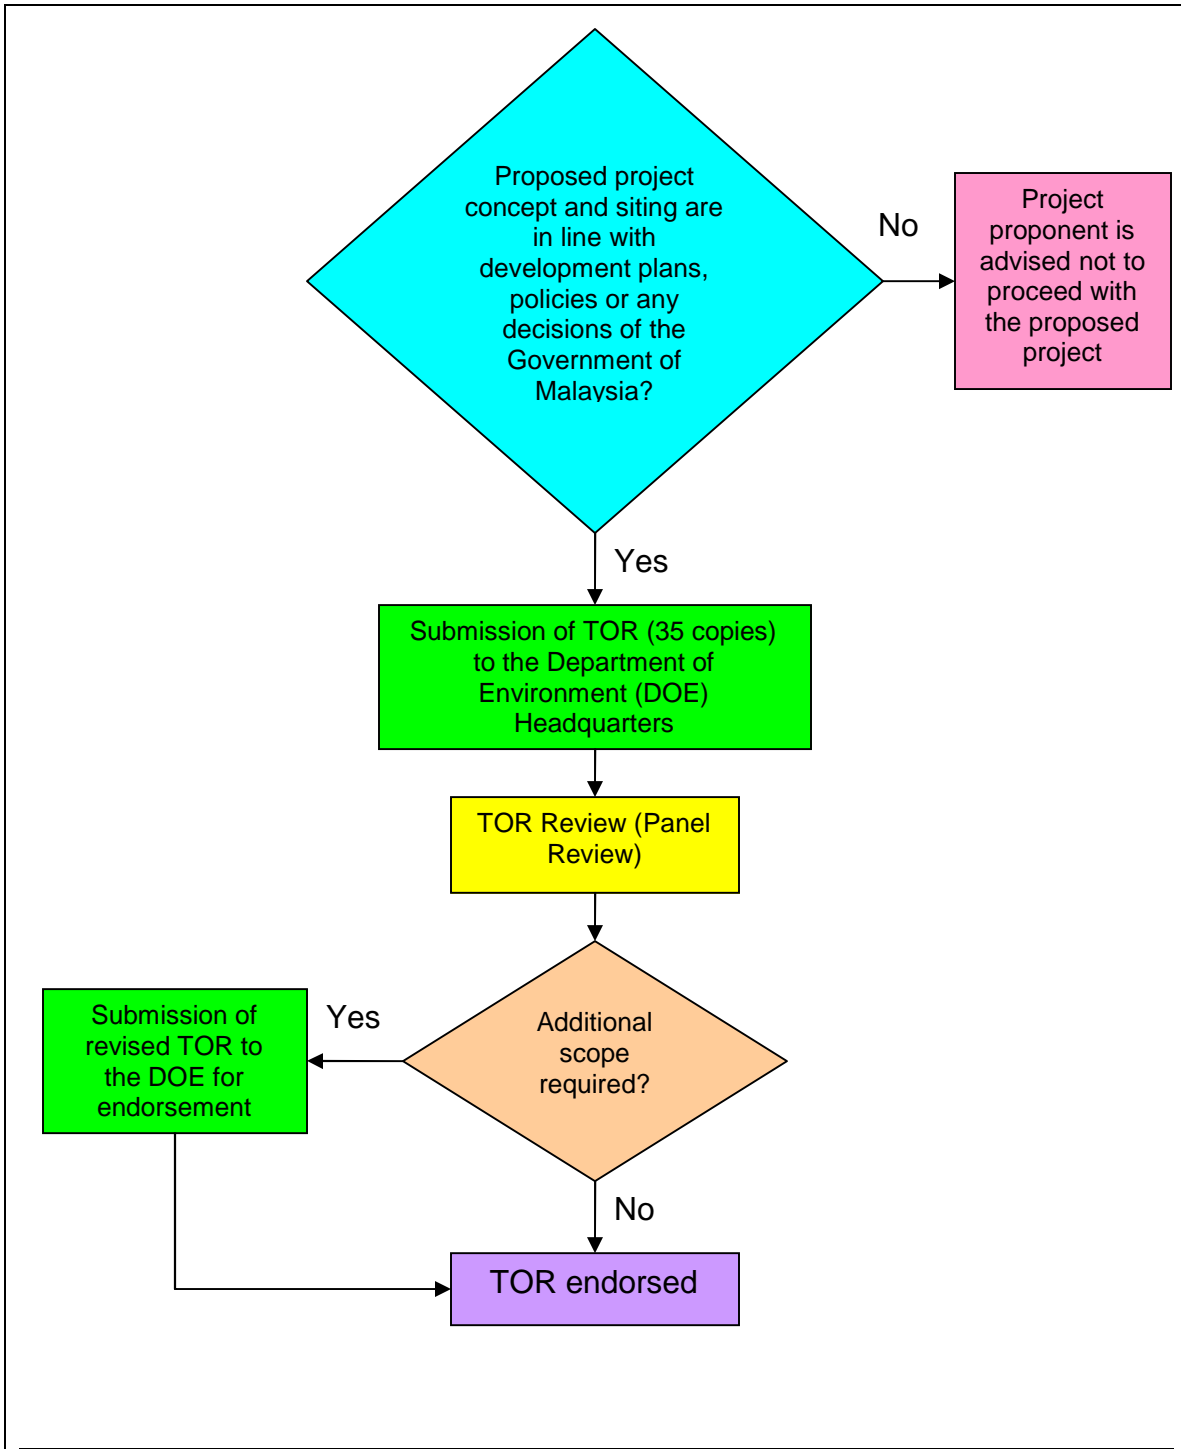 Proposed project
concept and siting are
in line with
development plans,
policies or any
decisions of the
Government of
Malaysia?
No
Project
proponent is
advised not to
proceed with
the proposed
project
Yes
Submission of TOR (35 copies)
to the Department of
Environment (DOE)
Headquarters
TOR Review (Panel
Review)
Additional
scope
required?
Yes
Submission of
revised TOR to
the DOE for
endorsement
No
TOR endorsed